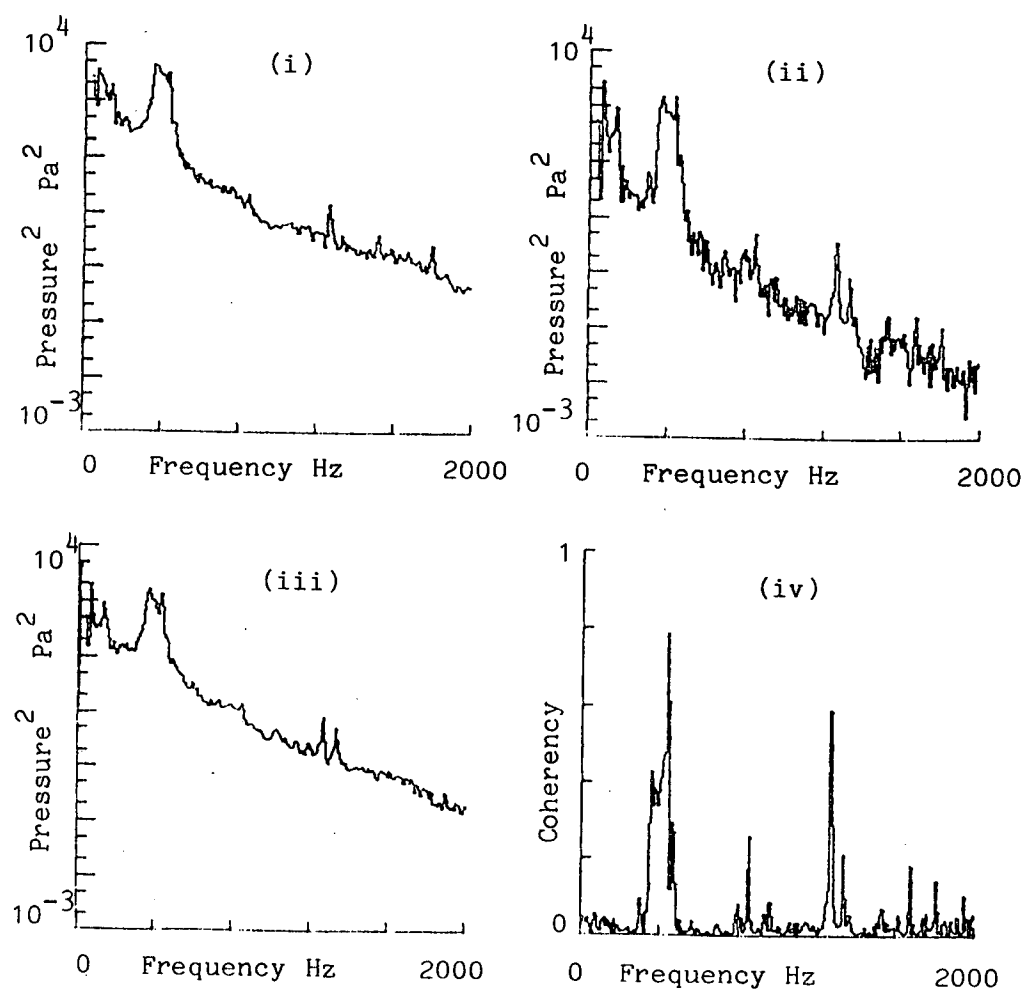 10^4
(i)
Pressure^2 Pa^2
10^-3
0 Frequency Hz 2000
10^4
(ii)
Pressure^2 Pa^2
10^-3
0 Frequency Hz 2000
10^4
(iii)
Pressure^2 Pa^2
10^-3
0 Frequency Hz 2000
1
(iv)
Coherency
0
0 Frequency Hz 2000